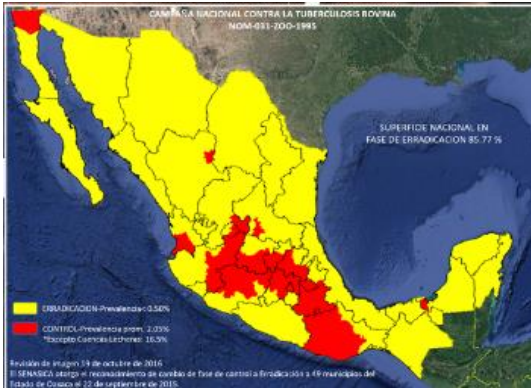 CAMPAÑA NACIONAL CONTRA LA TUBERCULOSIS BOVINA
NOM-031-ZOO-1995
SUPERFICIE NACIONAL EN
FASE DE ERRADICACION 85.77 %
ERRADICACION-Prevalencia< 0.50%
CONTROL-Prevalencia prom. 2.05%
*Excepto Cuencas Lecheras: 16.5%
Revisión de imagen 19 de octubre de 2016
El SENASICA otorga el reconocimiento de cambio de fase de control a Erradicación a 49 municipios del
Estado de Oaxaca el 22 de septiembre de 2015.